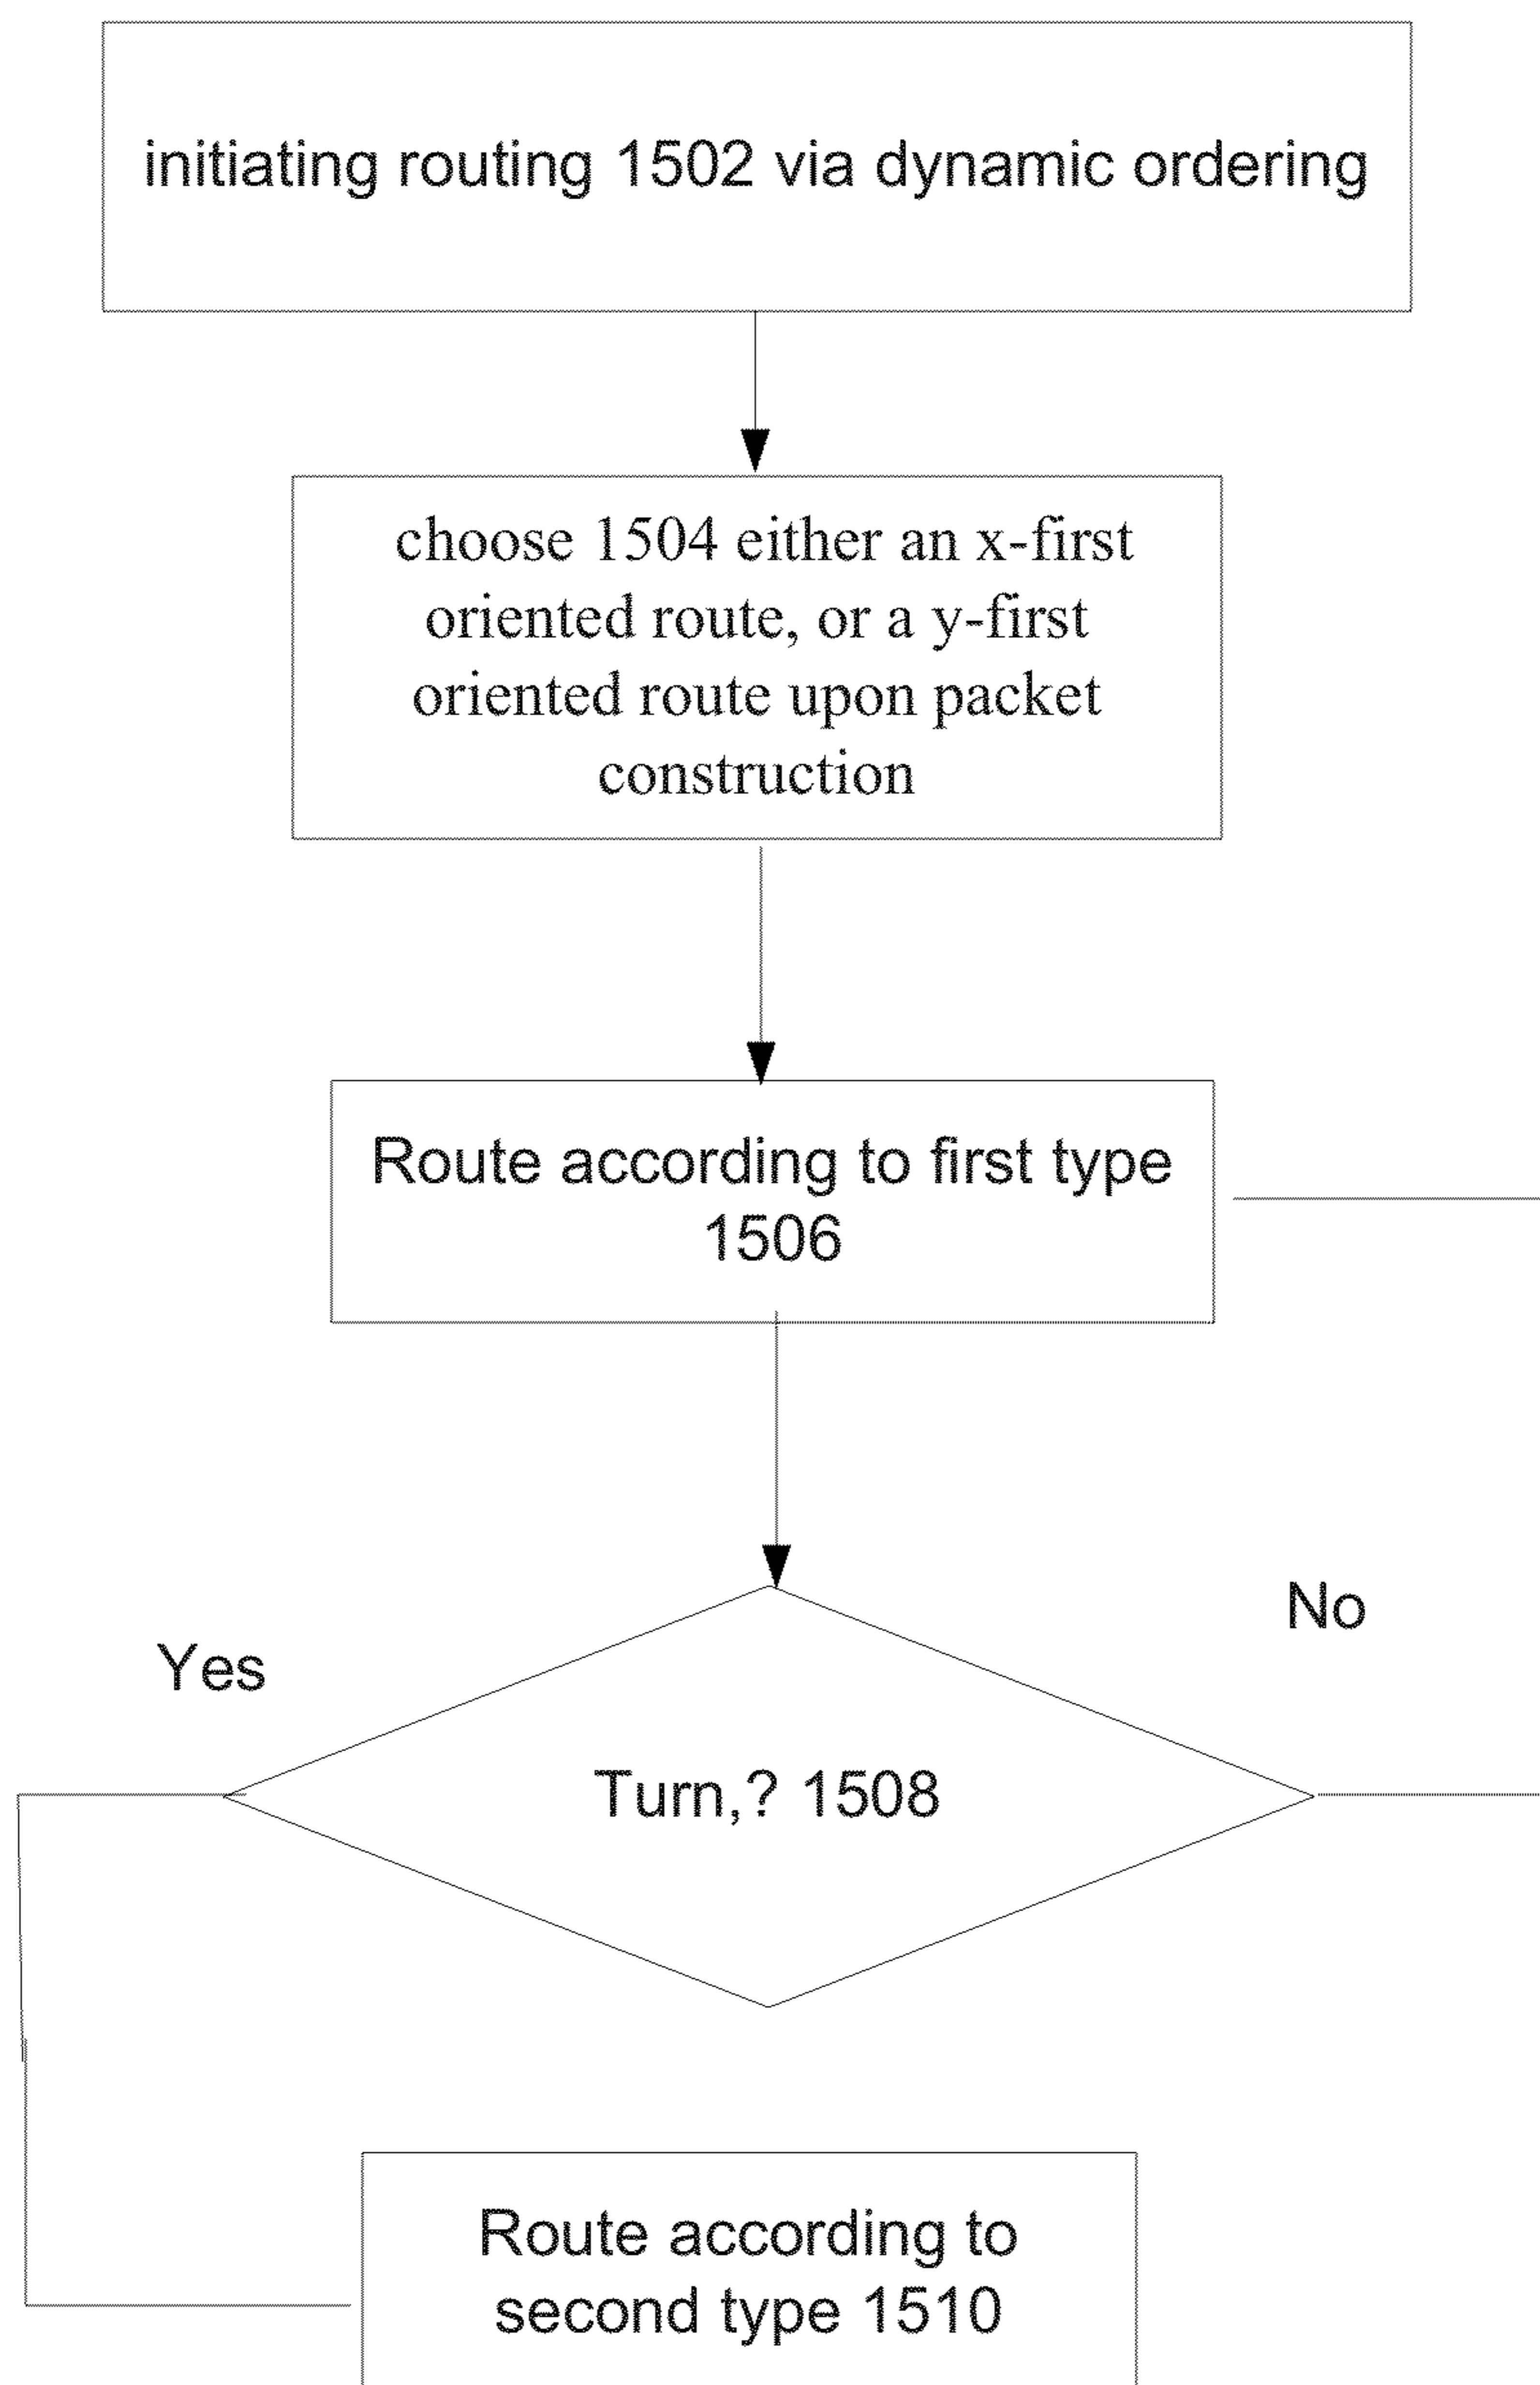 initiating routing 1502 via dynamic ordering
choose 1504 either an x-first
oriented route, or a y-first
oriented route upon packet
construction
Route according to first type
1506
No
Yes
Turn,? 1508
Route according to
second type 1510